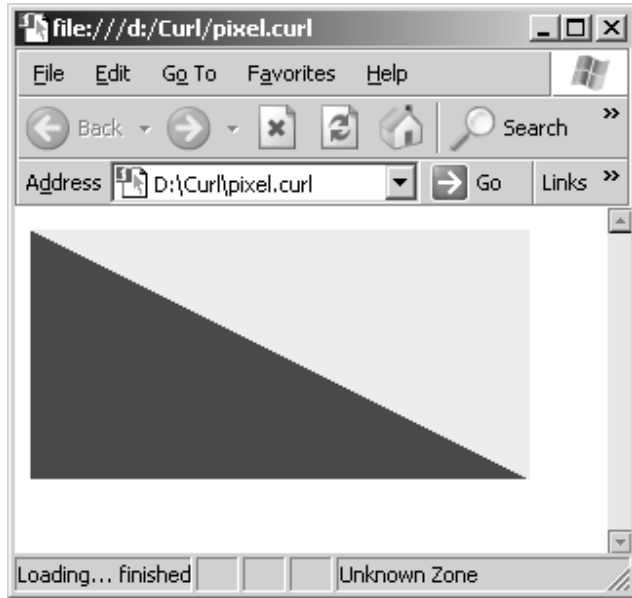 file:///d:/Curl/pixel.curl
File Edit Go To Favorites Help
Back Search »
Address D:\Curl\pixel.curl Go Links »
Loading... finished Unknown Zone